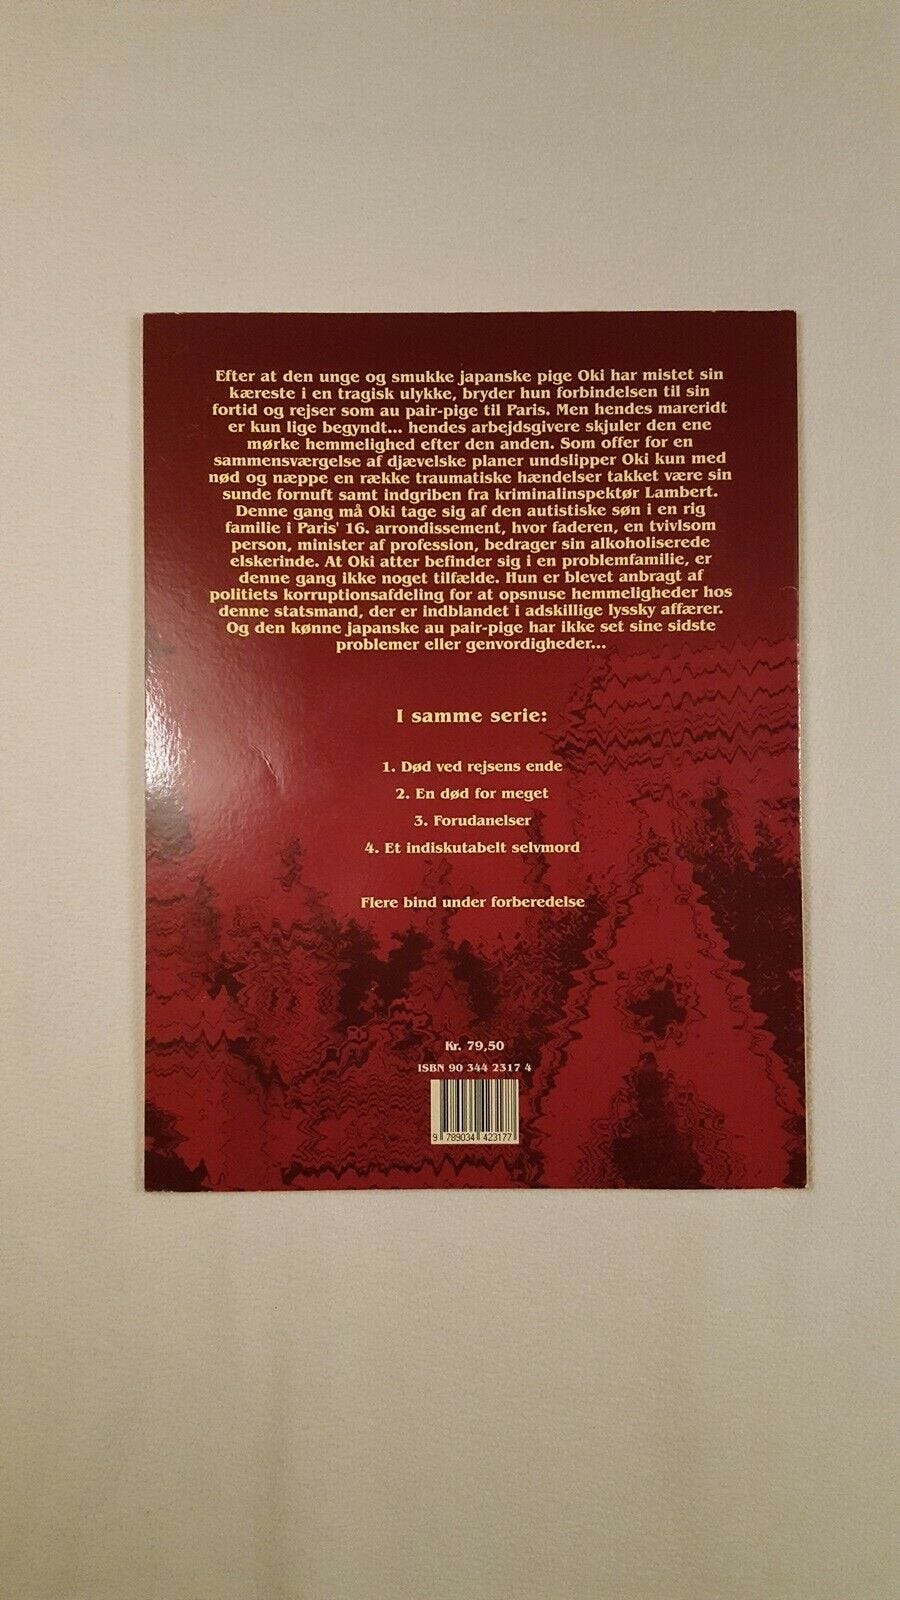 Efter at den unge og smukke japanske pige Oki har mistet sin
kæreste i en tragisk ulykke, bryder hun forbindelsen til sin
fortid og rejser som au pair-pige til Paris. Men hendes mareridt
er kun lige begyndt... hendes arbejdsgivere skjuler den ene
mørke hemmelighed efter den anden. Som offer for en
sammensværgelse af djævelske planer undslipper Oki kun med
nød og næppe en række traumatiske hændelser takket være sin
sunde fornuft samt indgriben fra kriminalinspektør Lambert.
Denne gang må Oki tage sig af den autistiske søn i en rig
familie i Paris' 16. arrondissement, hvor faderen, en tvivlsom
person, minister af profession, bedrager sin alkoholiserede
elskerinde. At Oki atter befinder sig i en problemfamilie, er
denne gang ikke noget tilfælde. Hun er blevet anbragt af
politiets korruptionsafdeling for at opsnuse hemmeligheder hos
denne statsmand, der er indblandet i adskillige lyssky affærer.
Og den kønne japanske au pair-pige har ikke set sine sidste
problemer eller genvordigheder...
I samme serie:
1. Død ved rejsens ende
2. En død for meget
3. Forudanelser
4. Et indiskutabelt selvmord
Flere bind under forberedelse
Kr. 79,50
ISBN 90 344 2317 4
9 789034 423177